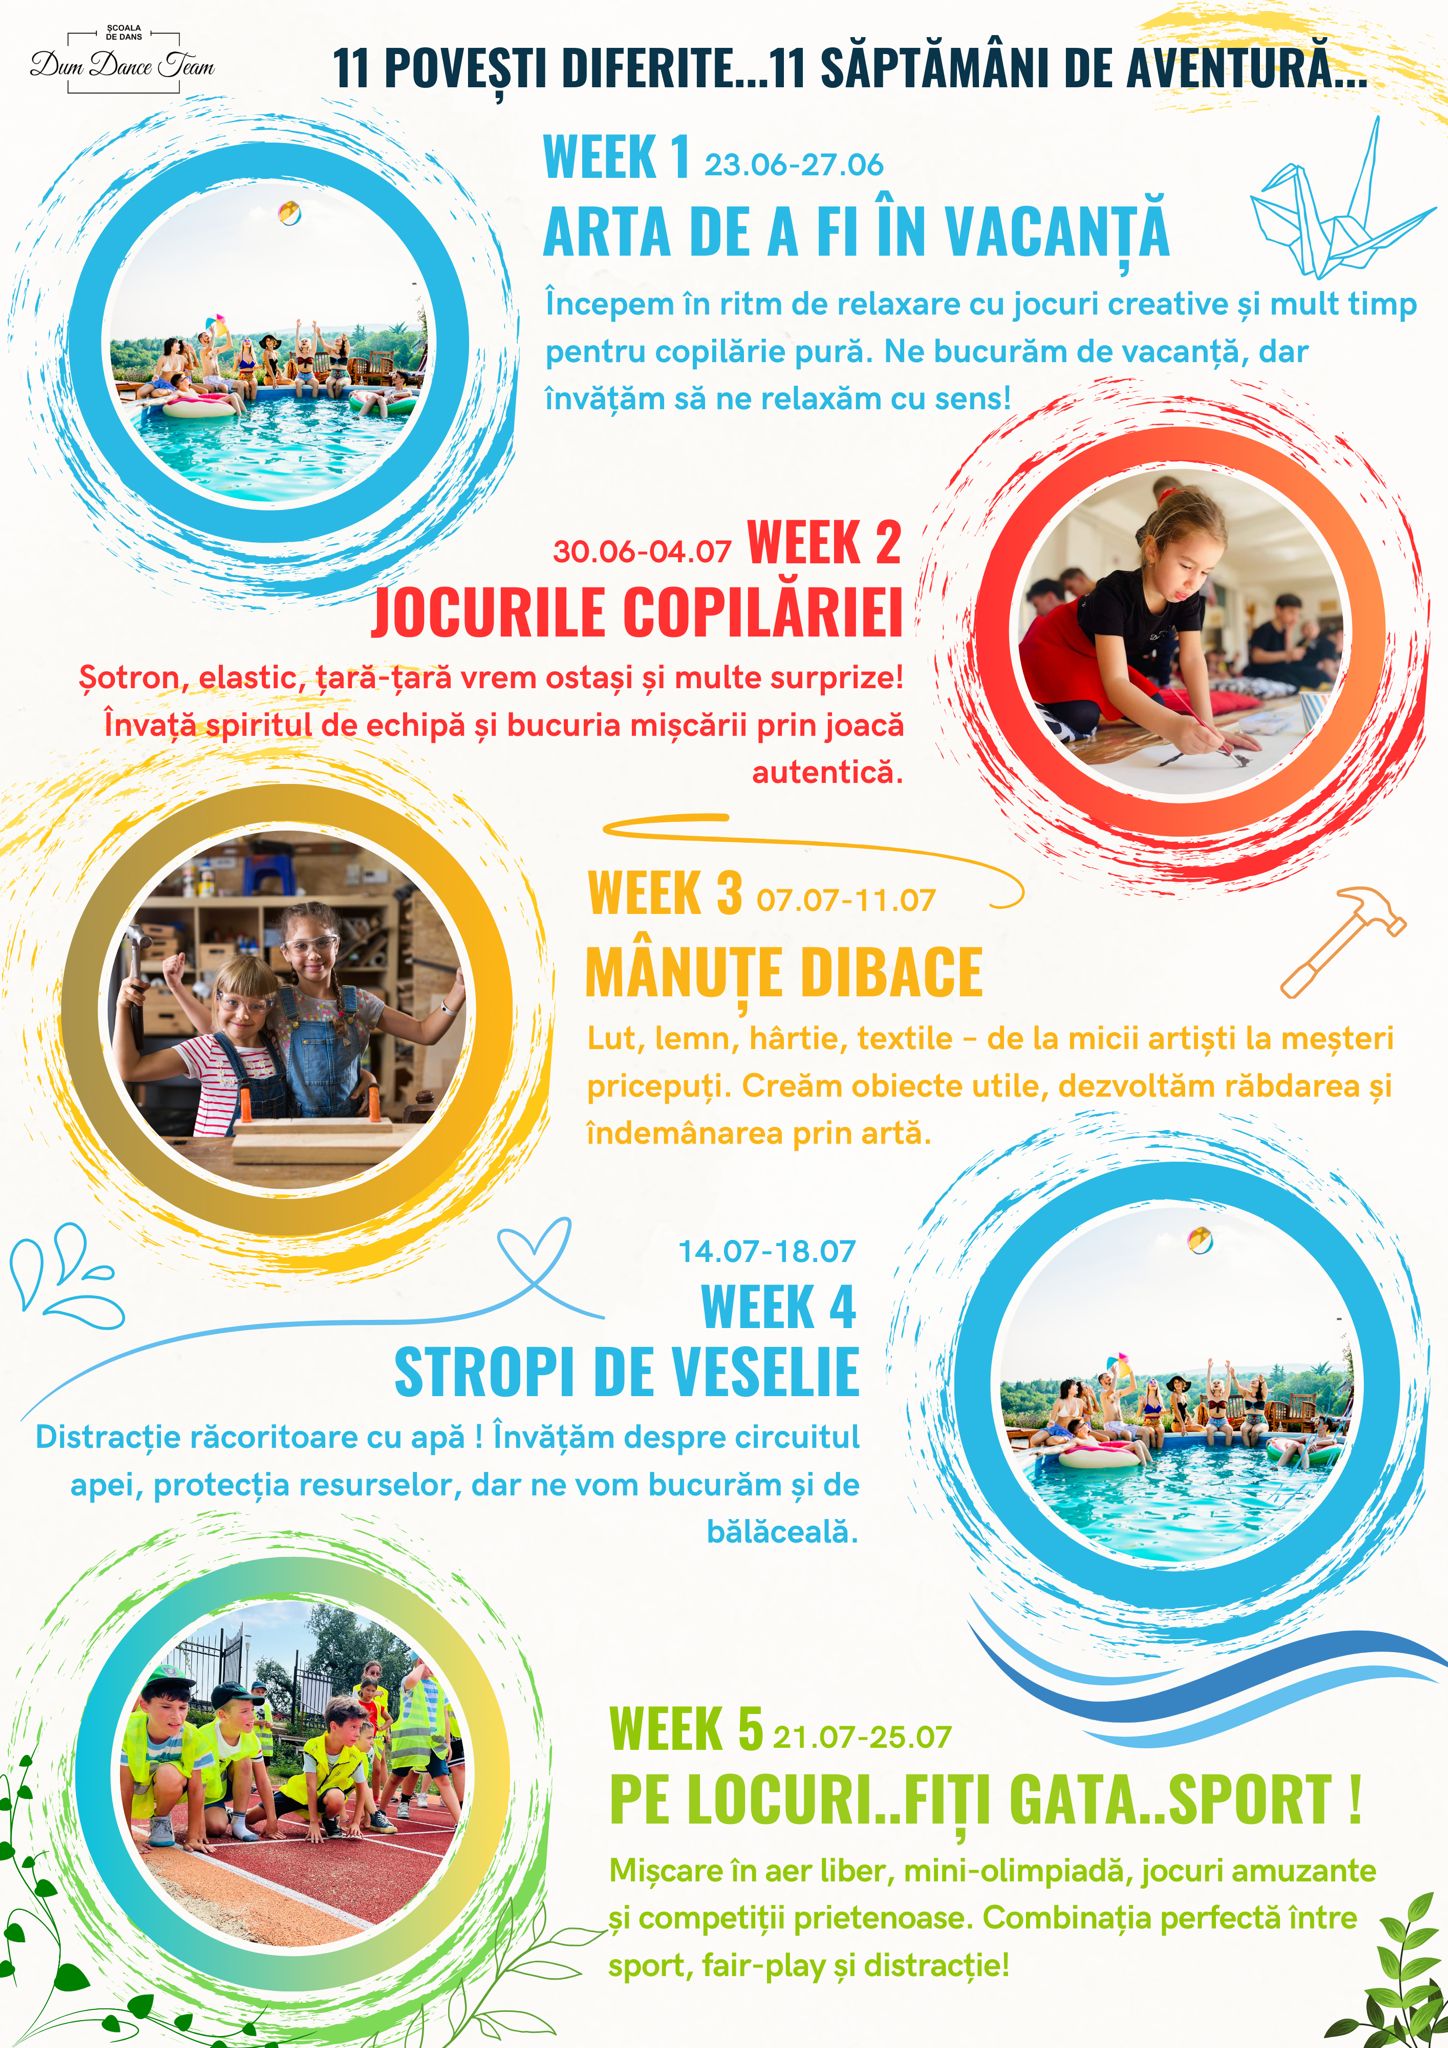 ȘCOALA
DE DANS
Dum Dance Team
11 POVEȘTI DIFERITE...11 SĂPTĂMÂNI DE AVENTURĂ...
WEEK 1 23.06-27.06
ARTA DE A FI ÎN VACANȚĂ
Începem în ritm de relaxare cu jocuri creative și mult timp
pentru copilărie pură. Ne bucurăm de vacanță, dar
învățăm să ne relaxăm cu sens!
30.06-04.07 WEEK 2
JOCURILE COPILĂRIEI
Șotron, elastic, țară-țară vrem ostași și multe surprize!
Învață spiritul de echipă și bucuria mișcării prin joacă
autentică.
WEEK 3 07.07-11.07
MÂNUȚE DIBACE
Lut, lemn, hârtie, textile – de la micii artiști la meșteri
pricepuți. Creăm obiecte utile, dezvoltăm răbdarea și
îndemânarea prin artă.
14.07-18.07
WEEK 4
STROPI DE VESELIE
Distracție răcoritoare cu apă ! Învățăm despre circuitul
apei, protecția resurselor, dar ne vom bucurăm și de
bălăceală.
WEEK 5 21.07-25.07
PE LOCURI..FIȚI GATA..SPORT !
Mișcare în aer liber, mini-olimpiadă, jocuri amuzante
și competiții prietenoase. Combinația perfectă între
sport, fair-play și distracție!